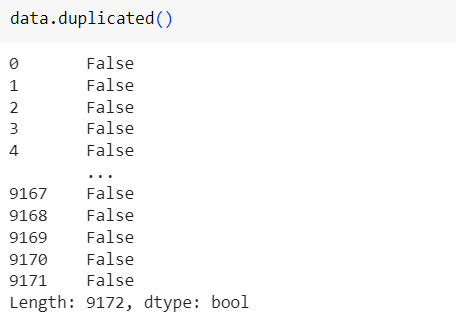 data.duplicated()
0 False
1 False
2 False
3 False
4 False
...
9167 False
9168 False
9169 False
9170 False
9171 False
Length: 9172, dtype: bool